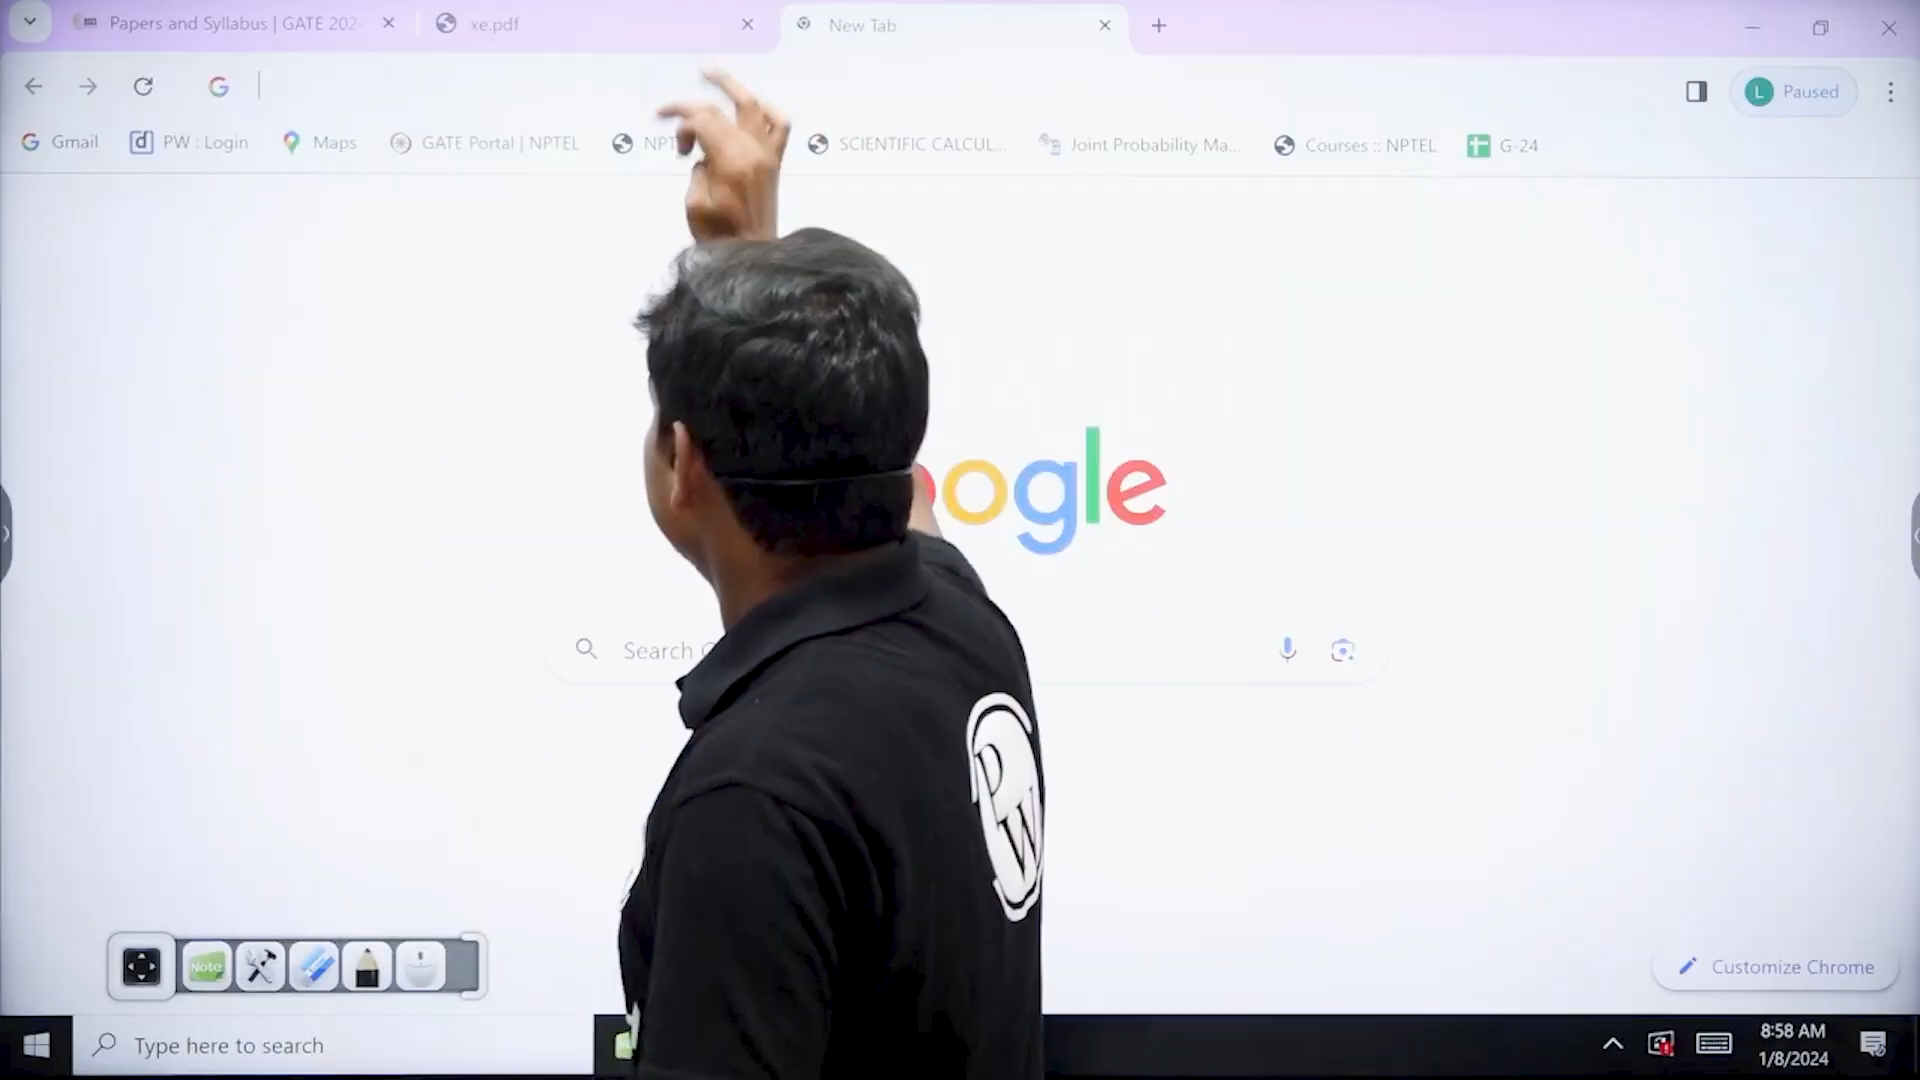 Papers and Syllabus | GATE 202
xe.pdf
New Tab
Paused
L
Gmail
PW : Login
Maps
GATE Portal | NPTEL
SCIENTIFIC CALCUL...
Joint Probability Ma...
Courses :: NPTEL
G-24
ogle
Search
PW
Note
Customize Chrome
Type here to search
8:58 AM
1/8/2024